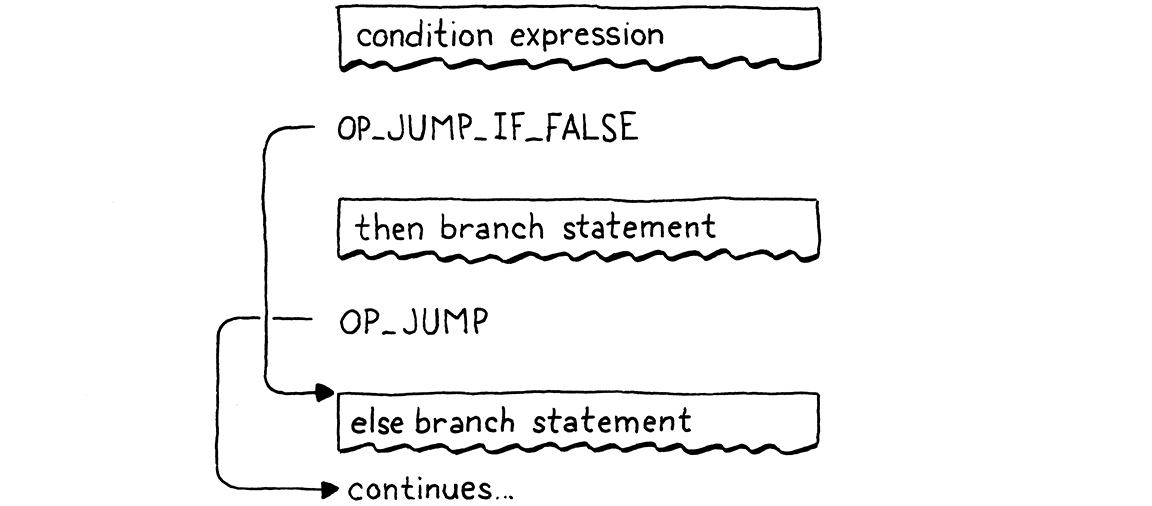 condition expression
OP_JUMP_IF_FALSE
then branch statement
OP_JUMP
else branch statement
continues...